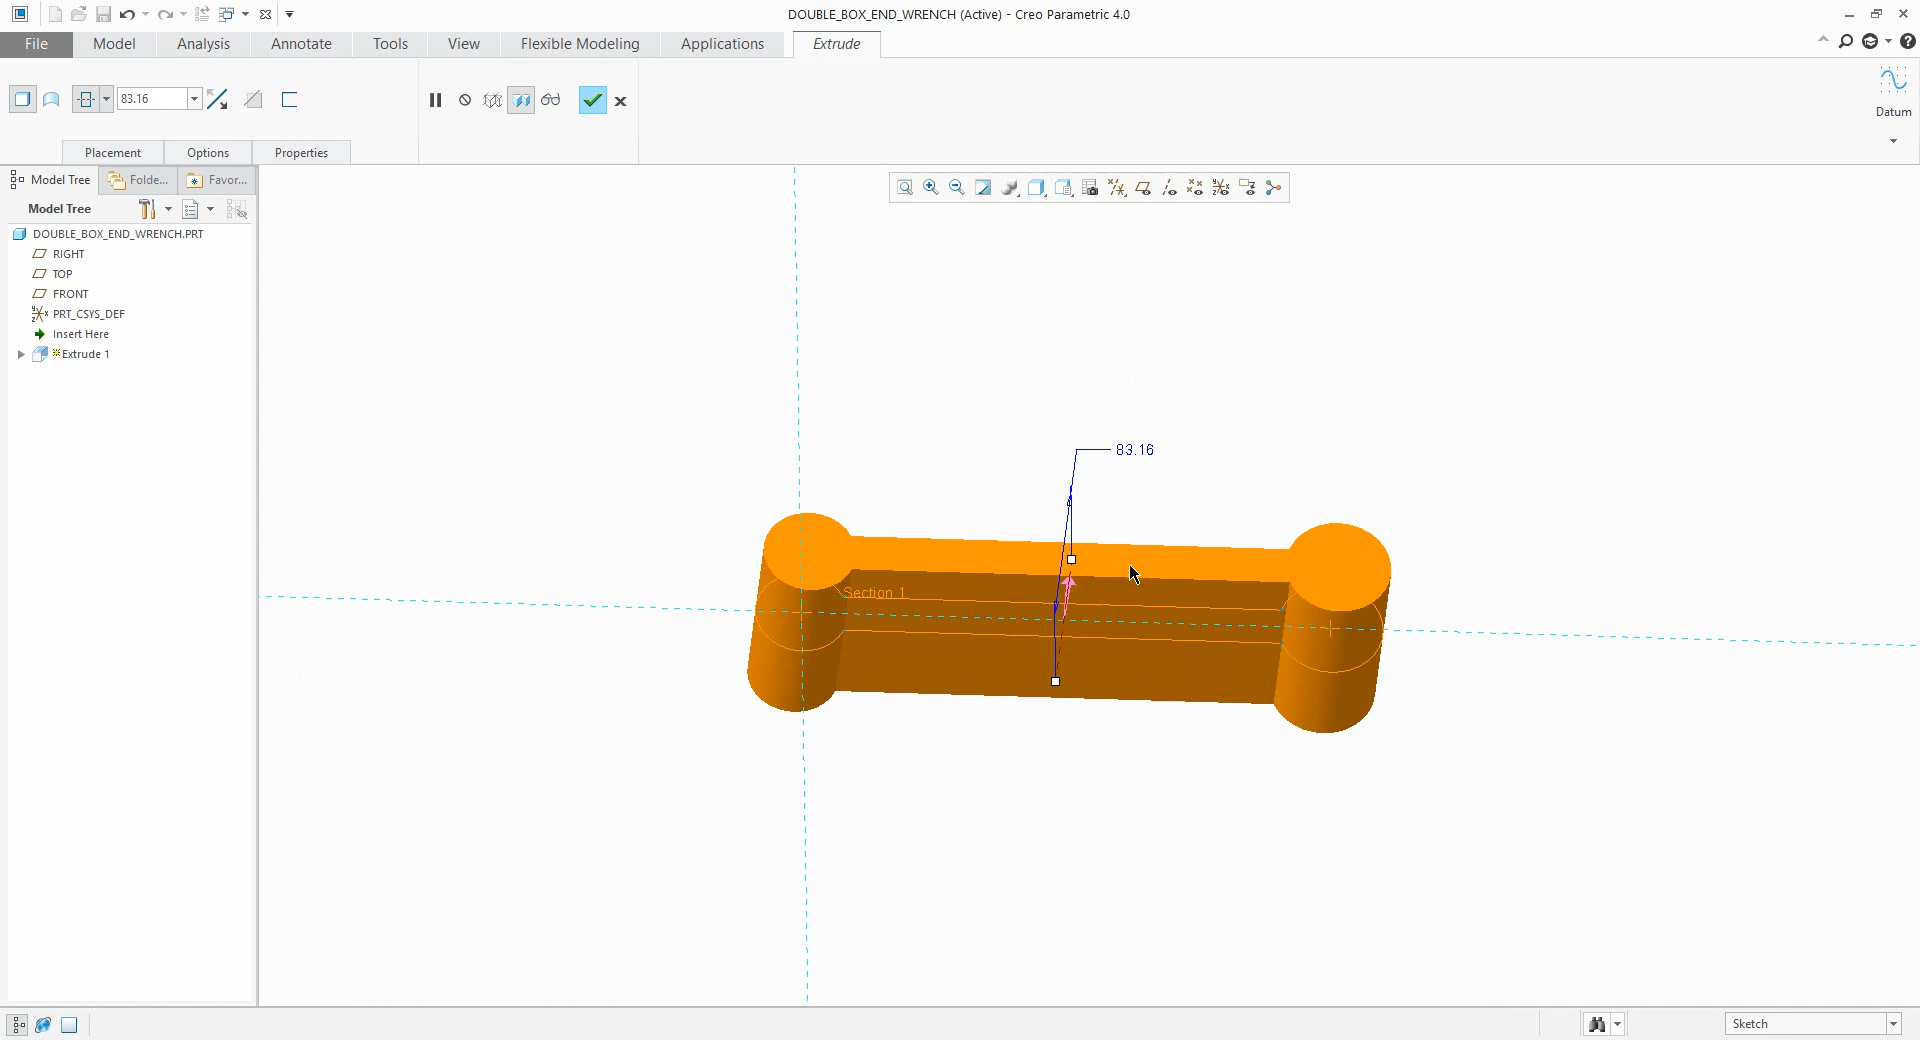 DOUBLE_BOX_END_WRENCH (Active) - Creo Parametric 4.0
File Model Analysis Annotate Tools View Flexible Modeling Applications Extrude
83.16
Datum
Placement Options Properties
Model Tree Folde... Favor...
Model Tree
DOUBLE_BOX_END_WRENCH.PRT
RIGHT
TOP
FRONT
PRT_CSYS_DEF
Insert Here
Extrude 1
83.16
Section 1
Sketch